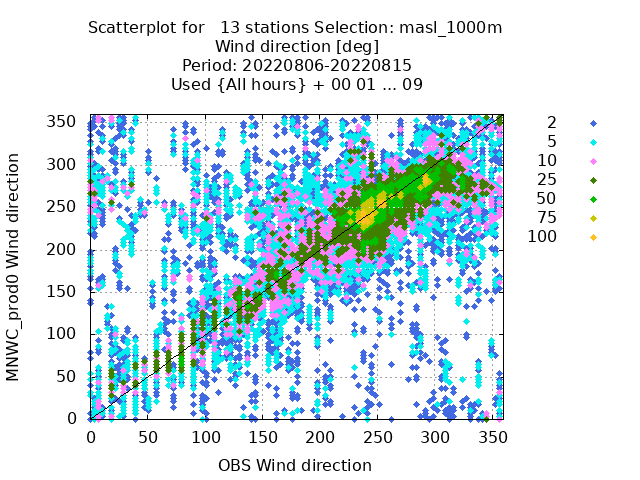 Scatterplot for   13 stations Selection: masl_1000m
Wind direction [deg]
Period: 20220806-20220815
Used {All hours} + 00 01 ... 09
350
300
250
200
150
100
50
0
MNWC_prod0 Wind direction
0 50 100 150 200 250 300 350
OBS Wind direction
2
5
10
25
50
75
100